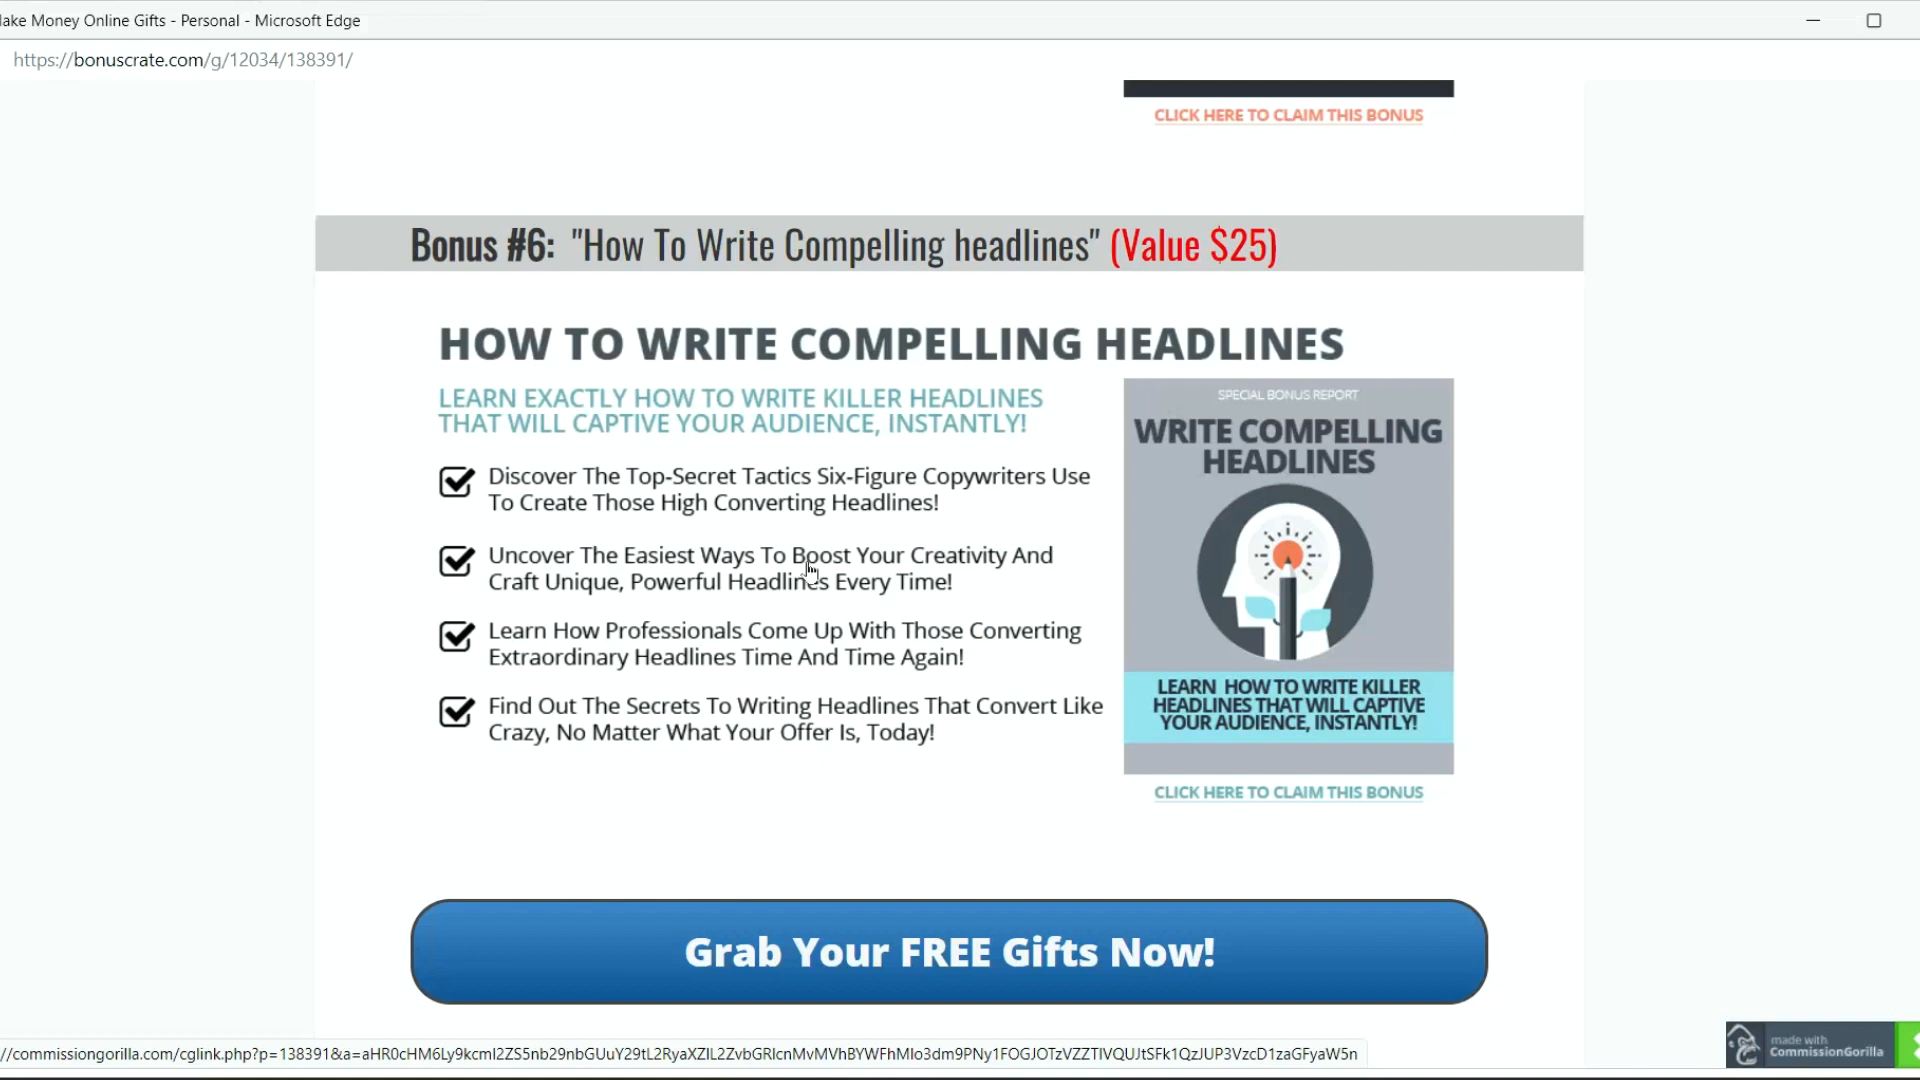 ake Money Online Gifts - Personal - Microsoft Edge
https://bonuscrate.com/g/12034/138391/
CLICK HERE TO CLAIM THIS BONUS
Bonus #6: "How To Write Compelling headlines" (Value $25)
HOW TO WRITE COMPELLING HEADLINES
LEARN EXACTLY HOW TO WRITE KILLER HEADLINES
THAT WILL CAPTIVE YOUR AUDIENCE, INSTANTLY!
Discover The Top-Secret Tactics Six-Figure Copywriters Use
To Create Those High Converting Headlines!
Uncover The Easiest Ways To Boost Your Creativity And
Craft Unique, Powerful Headlines Every Time!
Learn How Professionals Come Up With Those Converting
Extraordinary Headlines Time And Time Again!
Find Out The Secrets To Writing Headlines That Convert Like
Crazy, No Matter What Your Offer Is, Today!
SPECIAL BONUS REPORT
WRITE COMPELLING
HEADLINES
LEARN HOW TO WRITE KILLER
HEADLINES THAT WILL CAPTIVE
YOUR AUDIENCE, INSTANTLY!
CLICK HERE TO CLAIM THIS BONUS
Grab Your FREE Gifts Now!
made with
CommissionGorilla